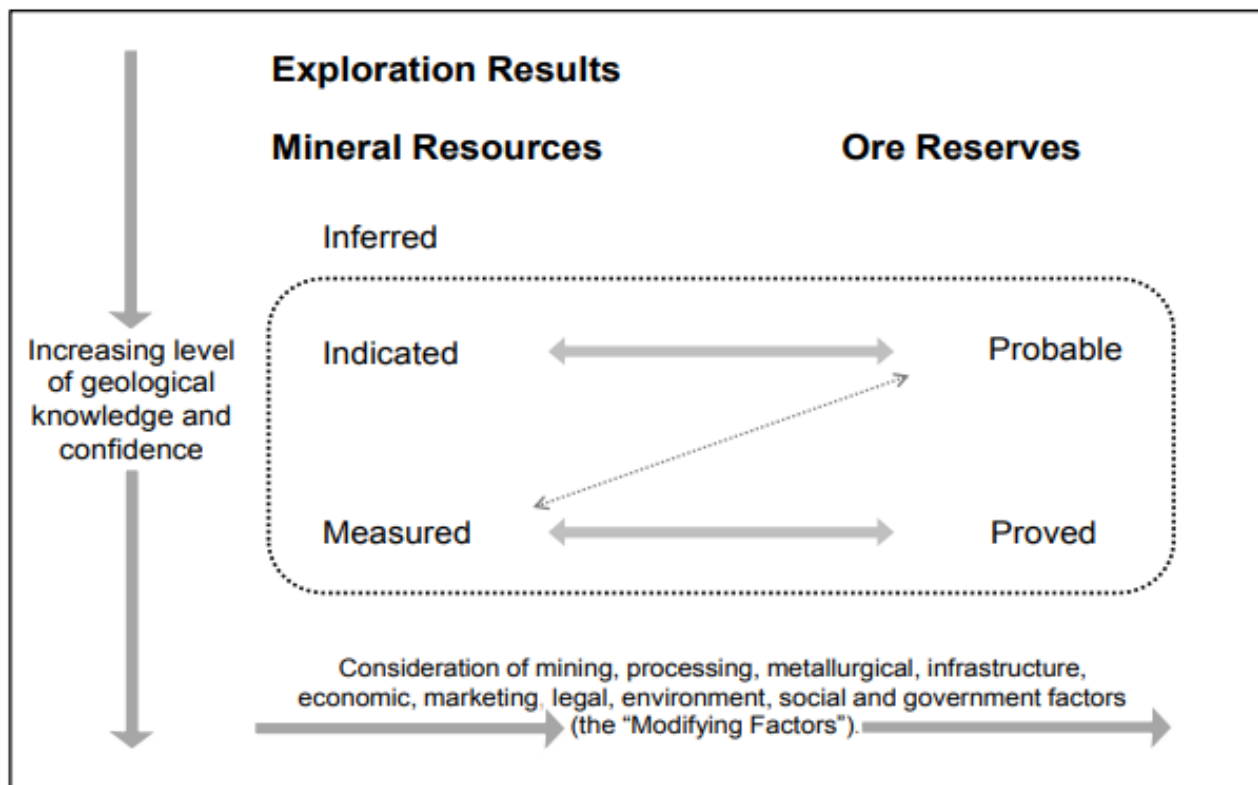 Exploration Results
Mineral Resources
Ore Reserves
Inferred
Increasing level
of geological
knowledge and
confidence
Indicated
Probable
Measured
Proved
Consideration of mining, processing, metallurgical, infrastructure,
economic, marketing, legal, environment, social and government factors
(the “Modifying Factors”).